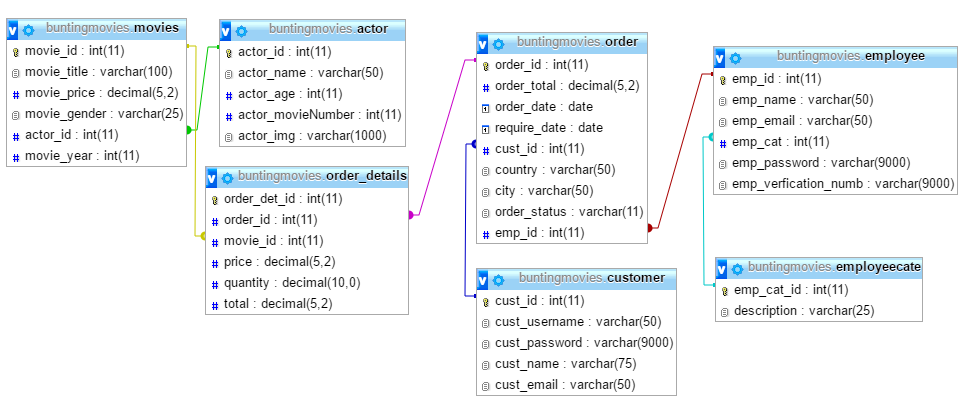 buntingmovies.movies
movie_id : int(11)
movie_title : varchar(100)
movie_price : decimal(5,2)
movie_gender : varchar(25)
actor_id : int(11)
movie_year : int(11)
buntingmovies.actor
actor_id : int(11)
actor_name : varchar(50)
actor_age : int(11)
actor_movieNumber : int(11)
actor_img : varchar(1000)
buntingmovies.order_details
order_det_id : int(11)
order_id : int(11)
movie_id : int(11)
price : decimal(5,2)
quantity : decimal(10,0)
total : decimal(5,2)
buntingmovies.order
order_id : int(11)
order_total : decimal(5,2)
order_date : date
require_date : date
cust_id : int(11)
country : varchar(50)
city : varchar(50)
order_status : varchar(11)
emp_id : int(11)
buntingmovies.customer
cust_id : int(11)
cust_username : varchar(50)
cust_password : varchar(9000)
cust_name : varchar(75)
cust_email : varchar(50)
buntingmovies.employee
emp_id : int(11)
emp_name : varchar(50)
emp_email : varchar(50)
emp_cat : int(11)
emp_password : varchar(9000)
emp_verfication_numb : varchar(9000)
buntingmovies.employeecate
emp_cat_id : int(11)
description : varchar(25)